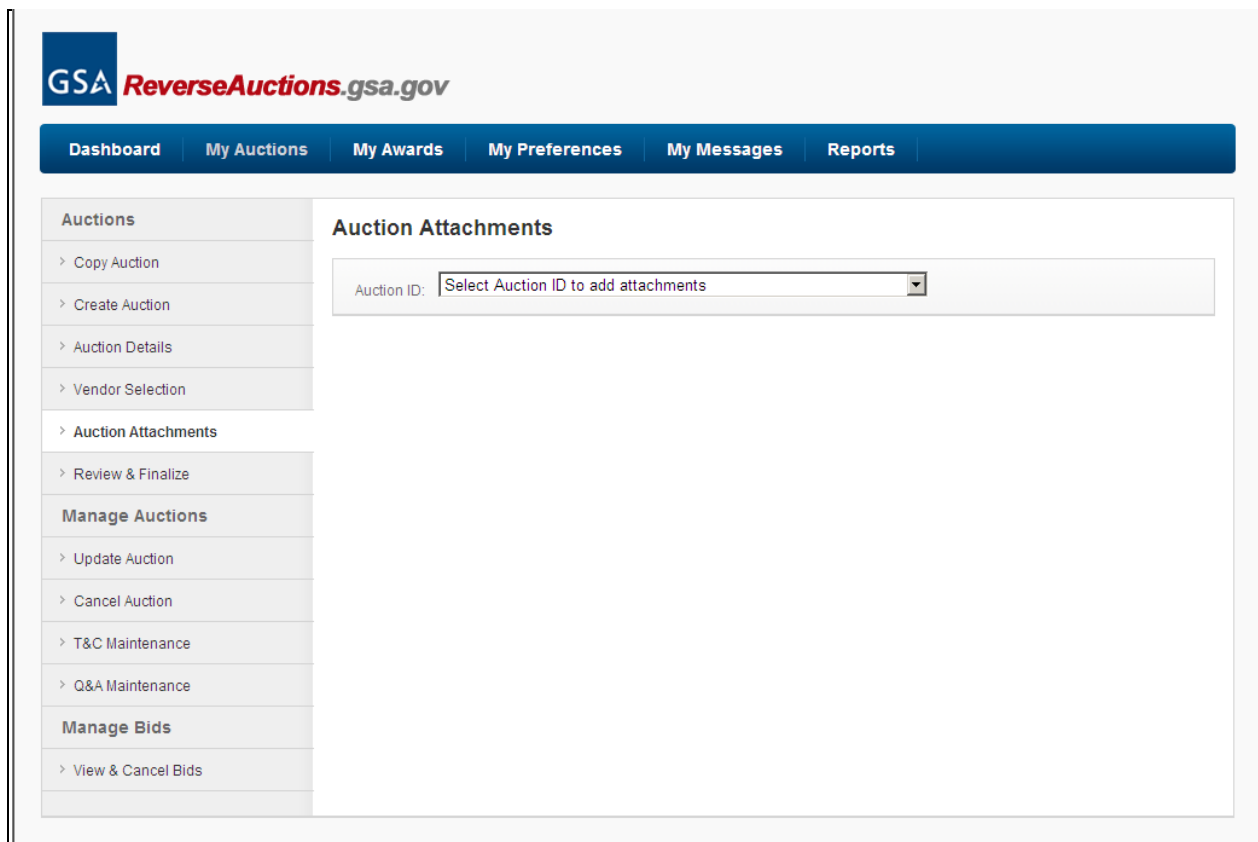 GSA ReverseAuctions.gsa.gov
Dashboard My Auctions My Awards My Preferences My Messages Reports
Auctions
Copy Auction
Create Auction
Auction Details
Vendor Selection
Auction Attachments
Review & Finalize
Manage Auctions
Update Auction
Cancel Auction
T&C Maintenance
Q&A Maintenance
Manage Bids
View & Cancel Bids
Auction Attachments
Auction ID: Select Auction ID to add attachments